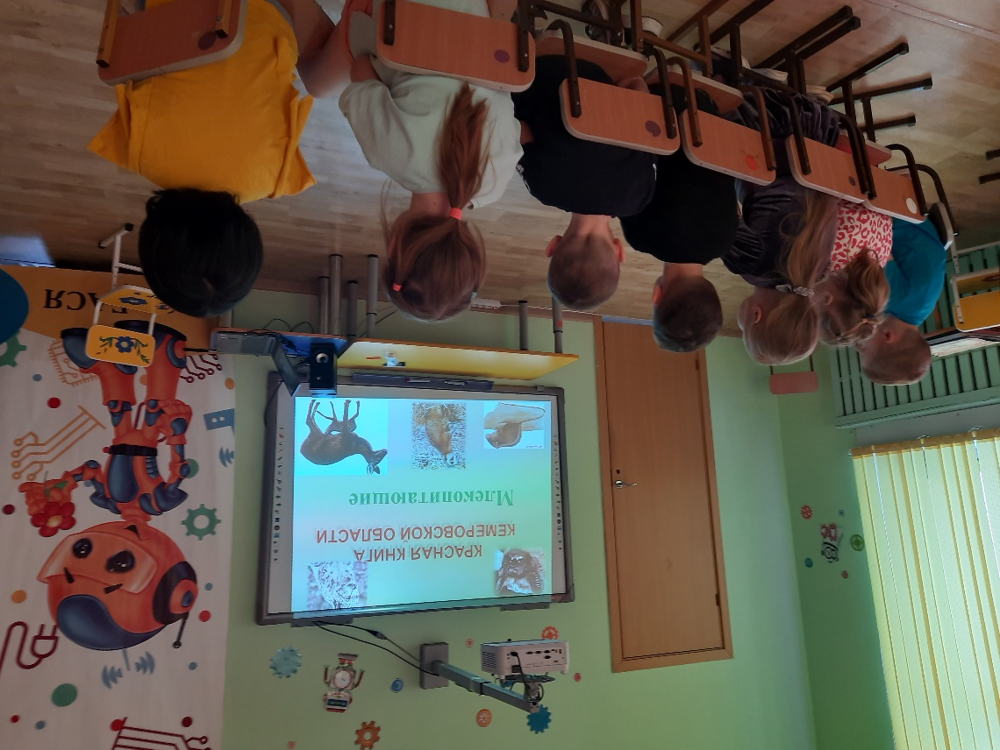 КРАСНАЯ КНИГА
КЕМЕРОВСКОЙ ОБЛАСТИ
Млекопитающие